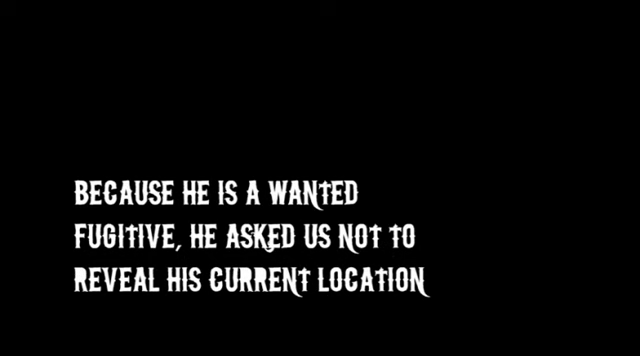 BECAUSE HE IS A WANTED
FUGITIVE, HE ASKED US NOT TO
REVEAL HIS CURRENT LOCATION